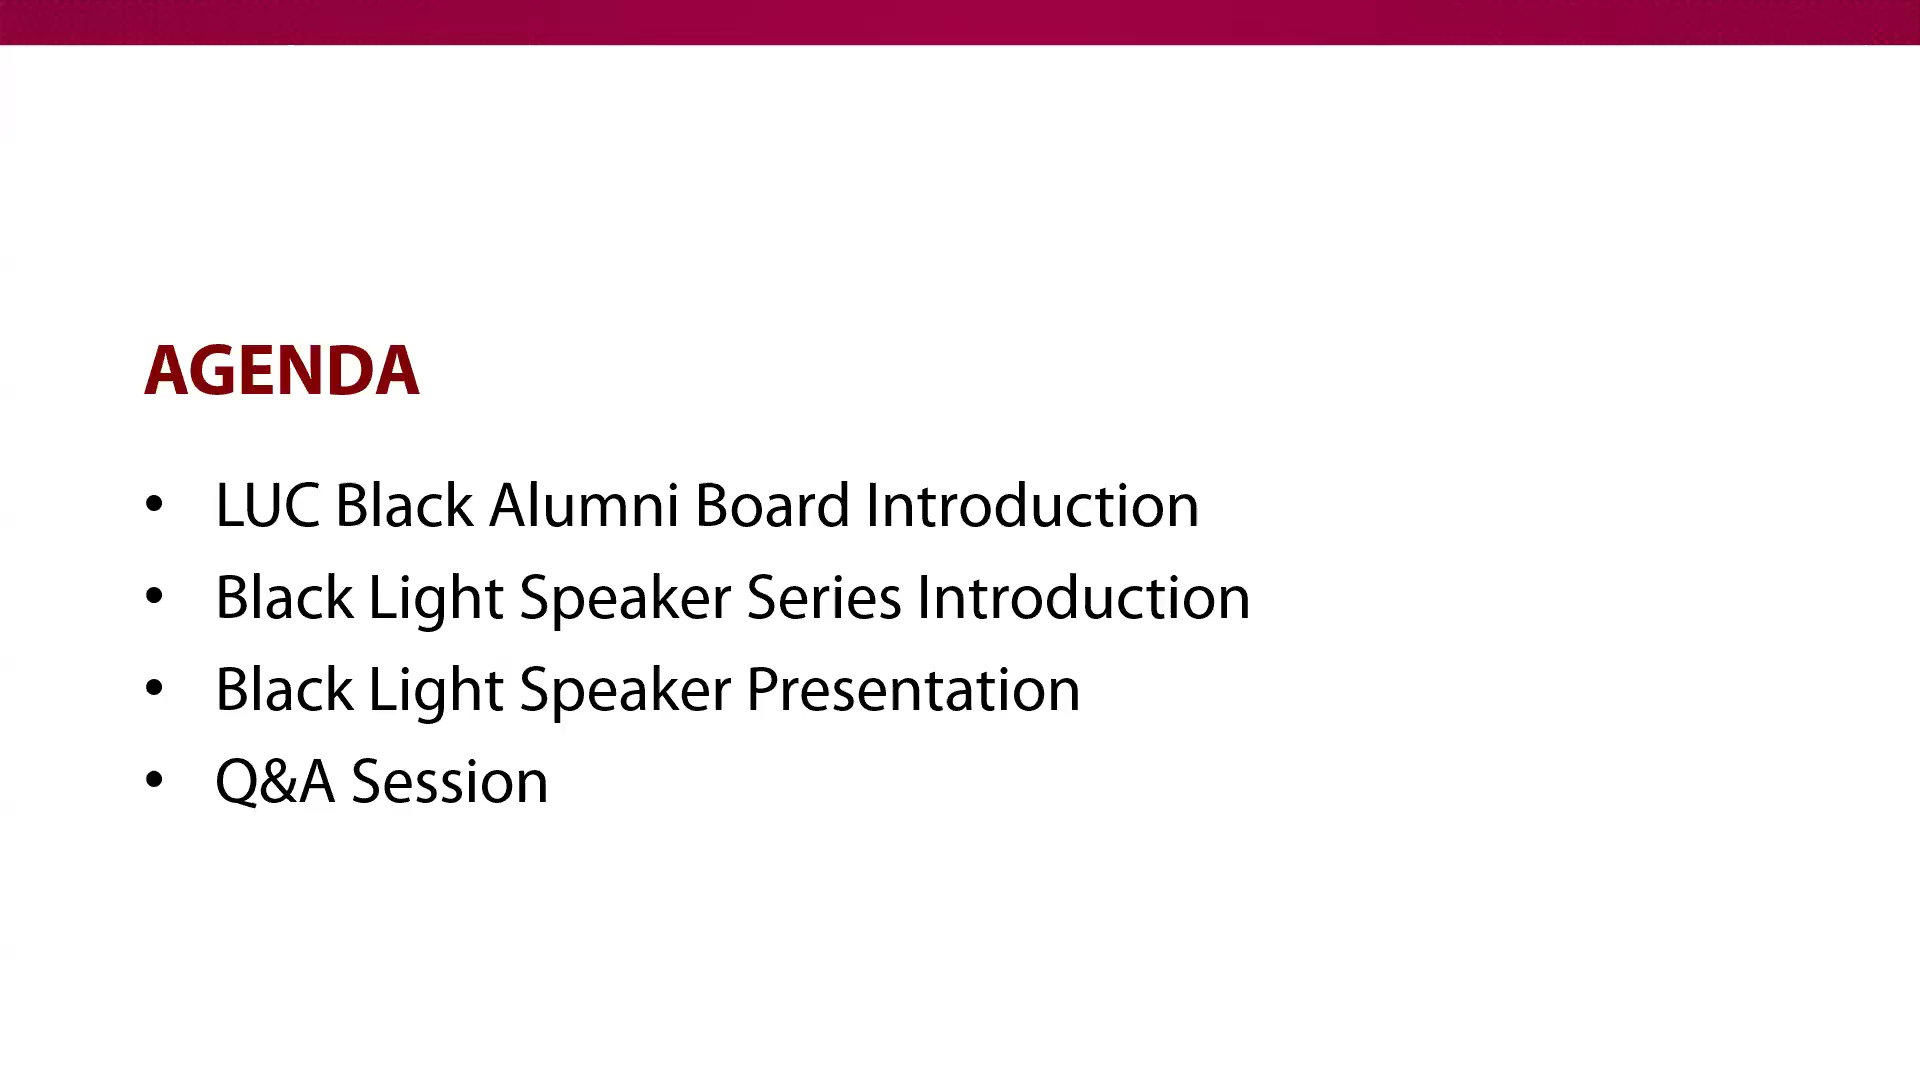 AGENDA
• LUC Black Alumni Board Introduction
• Black Light Speaker Series Introduction
• Black Light Speaker Presentation
• Q&A Session